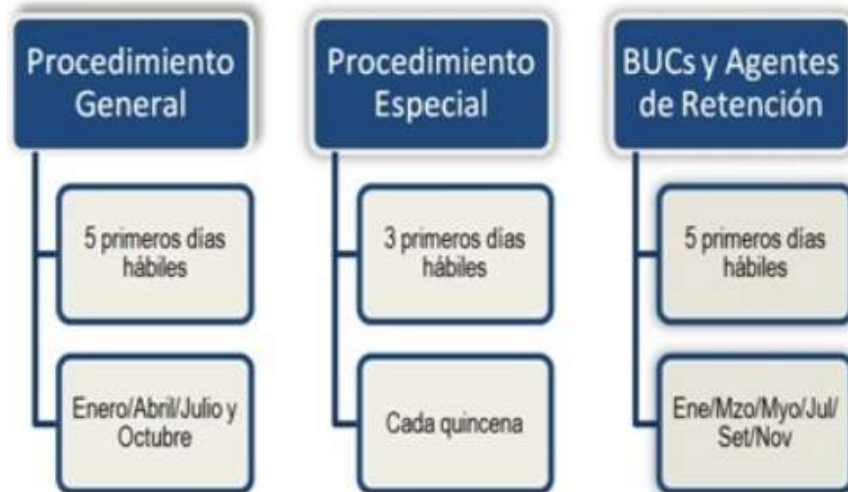 Procedimiento
General
5 primeros días
hábiles
Enero/Abril/Julio y
Octubre
Procedimiento
Especial
3 primeros días
hábiles
Cada quincena
BUCs y Agentes
de Retención
5 primeros días
hábiles
Ene/Mzo/Myo/Jul/
Set/Nov